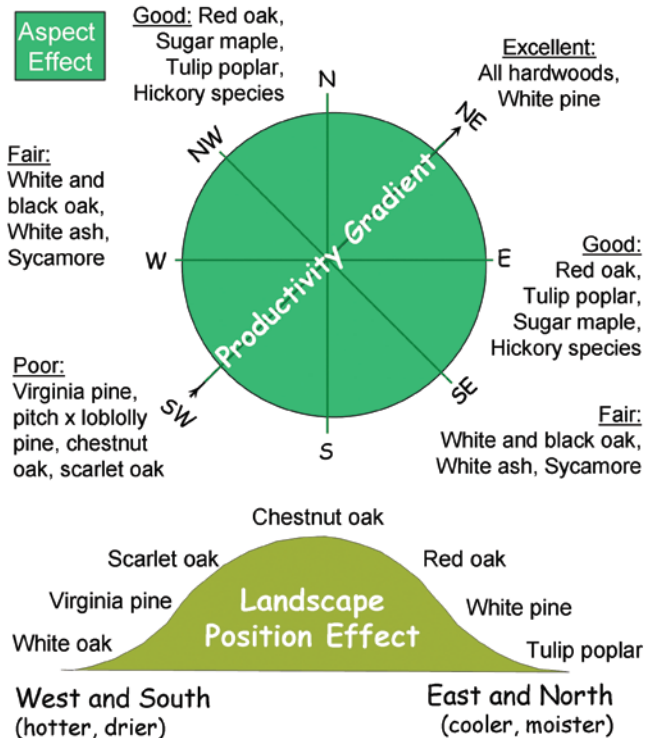 Aspect
Effect
Good: Red oak,
Sugar maple,
Tulip poplar,
Hickory species
Excellent:
All hardwoods,
White pine
N
NW
NE
Fair:
White and
black oak,
White ash,
Sycamore
W
E
Productivity Gradient
Good:
Red oak,
Tulip poplar,
Sugar maple,
Hickory species
Poor:
Virginia pine,
pitch x loblolly
pine, chestnut
oak, scarlet oak
SW
S
SE
Fair:
White and black oak,
White ash, Sycamore
Chestnut oak
Scarlet oak
Red oak
Virginia pine
White pine
White oak
Tulip poplar
Landscape
Position Effect
West and South
(hotter, drier)
East and North
(cooler, moister)